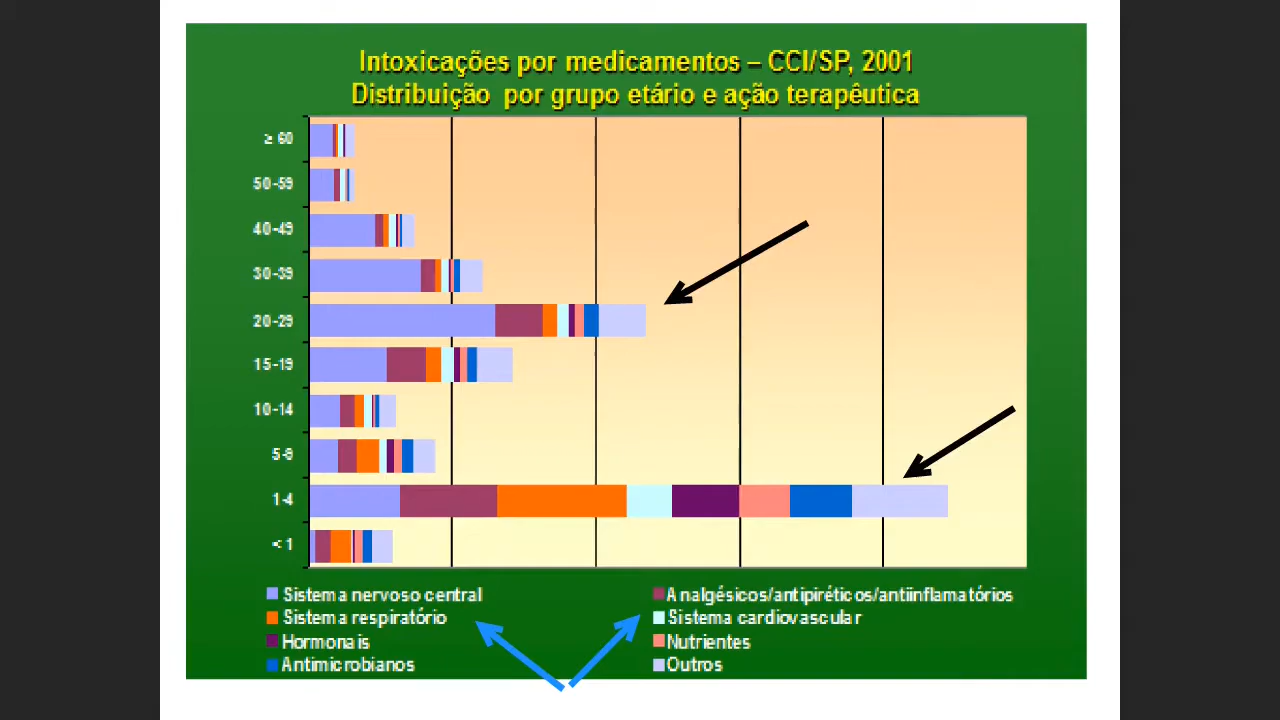 Intoxicações por medicamentos – CCI/SP, 2001
Distribuição por grupo etário e ação terapêutica
≥ 60
50-59
40-49
30-39
20-29
15-19
10-14
5-9
1-4
< 1
Sistema nervoso central
Analgésicos/antipiréticos/antiinflamatórios
Sistema respiratório
Sistema cardiovascular
Hormonais
Nutrientes
Antimicrobianos
Outros